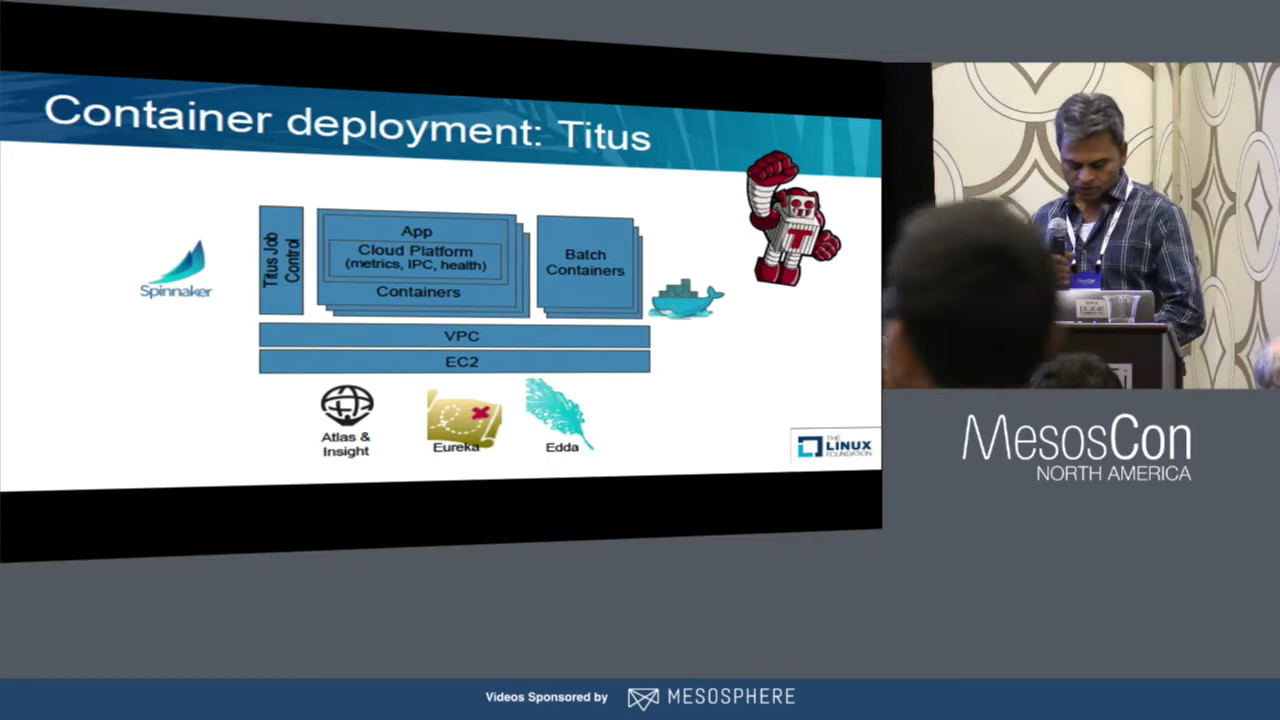 Container deployment: Titus
Spinnaker
Titus Job
Control
App
Cloud Platform
(metrics, IPC, health)
Containers
Batch
Containers
T
VPC
EC2
Atlas &
Insight
Eureka
Edda
THE
LINUX
FOUNDATION
MesosCon
NORTH AMERICA
Videos Sponsored by
MESOSPHERE